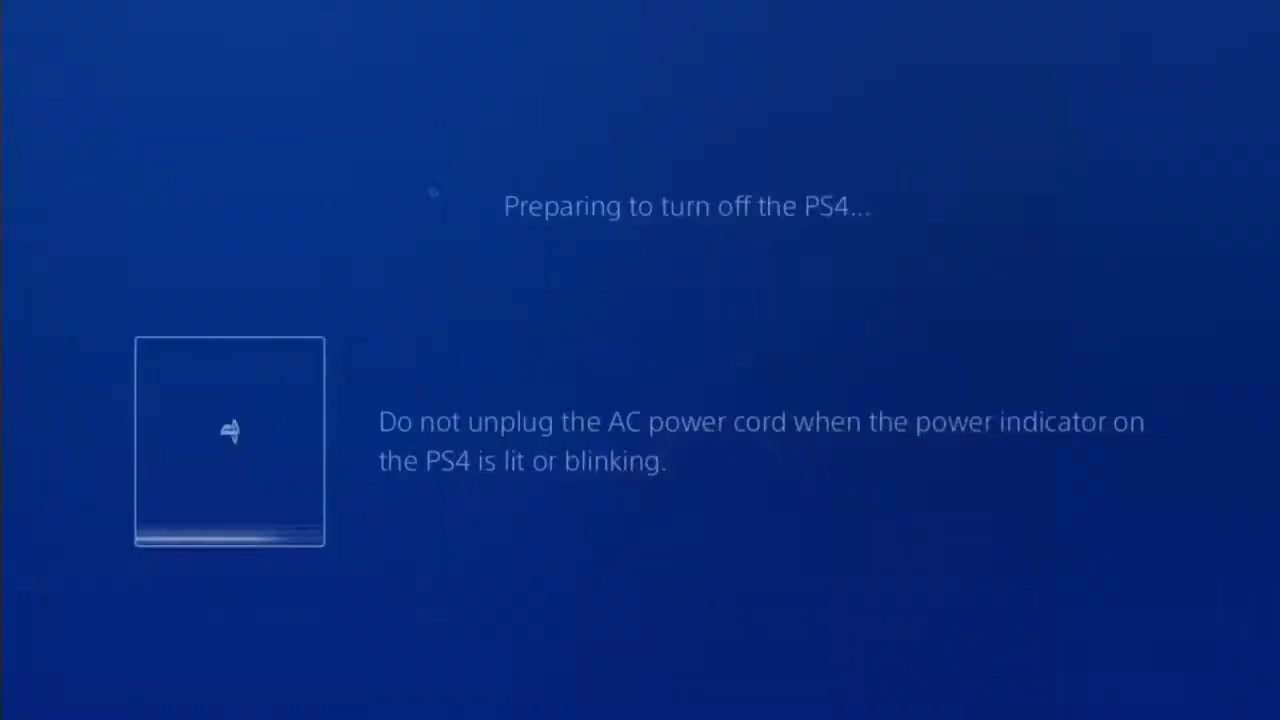 Preparing to turn off the PS4...
Do not unplug the AC power cord when the power indicator on
the PS4 is lit or blinking.